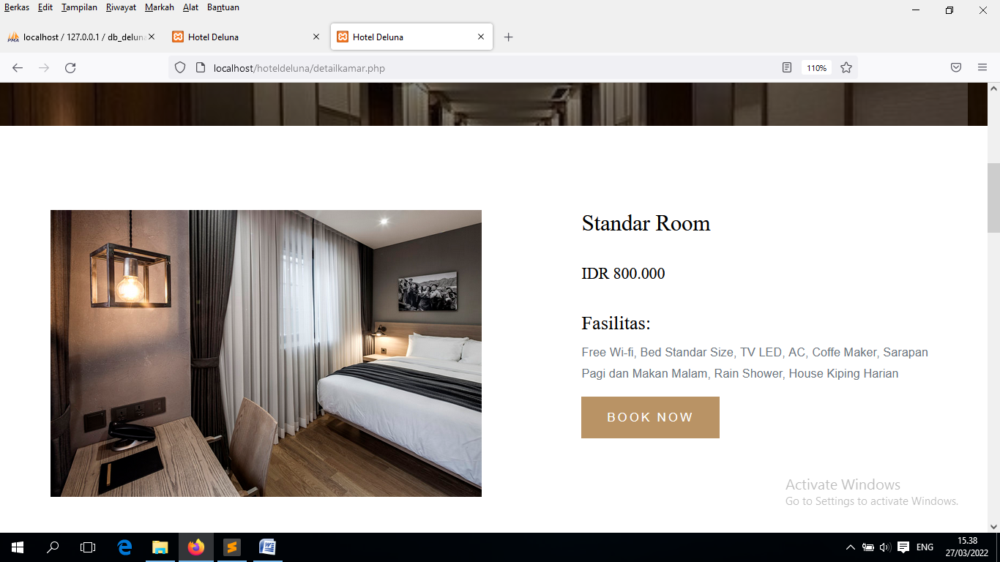 Berkas Edit Tampilan Riwayat Markah Alat Bantuan
PMA localhost / 127.0.0.1 / db_deluna Hotel Deluna Hotel Deluna
localhost/hoteldeluna/detailkamar.php 110%
Standar Room
IDR 800.000
Fasilitas:
Free Wi-fi, Bed Standar Size, TV LED, AC, Coffe Maker, Sarapan
Pagi dan Makan Malam, Rain Shower, House Kiping Harian
BOOK NOW
Activate Windows
Go to Settings to activate Windows.
ENG
15.38
27/03/2022